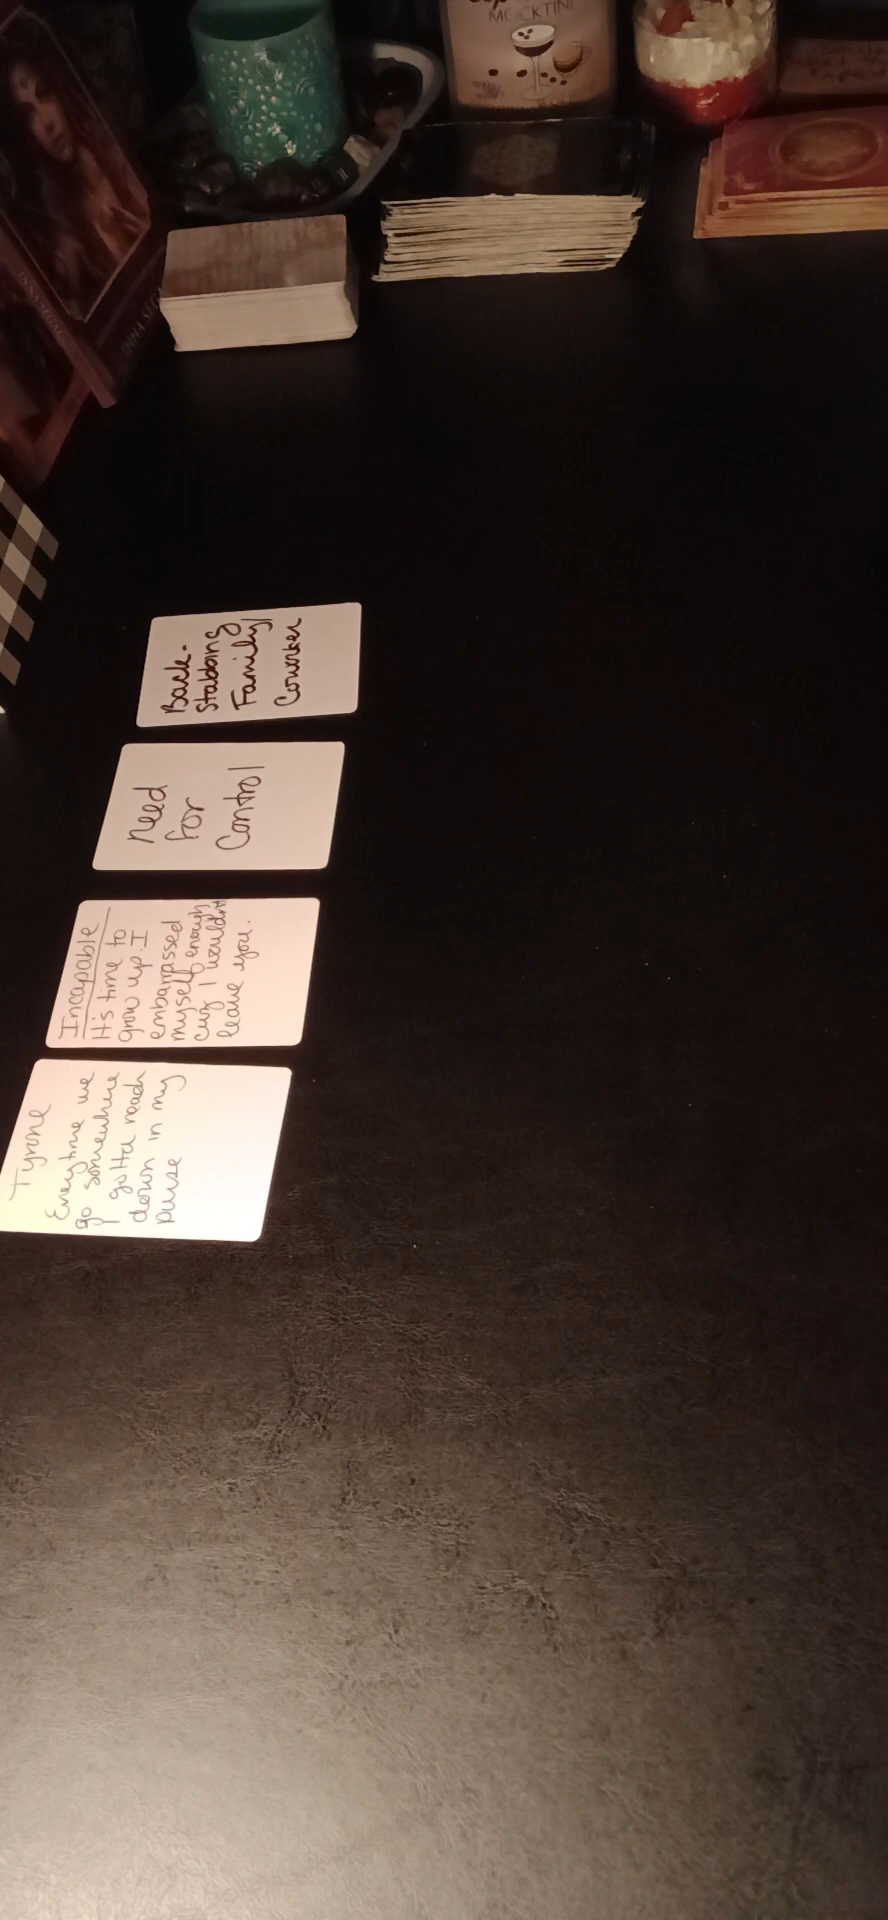 MOCKTINI
Tyrone
Everytime we
go somewhere
I gotta reach
down in my
purse
Incapable
It's time to
grow up. I
embarrassed
myself enough
cuz I wouldn't
leave you.
Need
for
Control
Back-
stabbing
Family/
Coworker